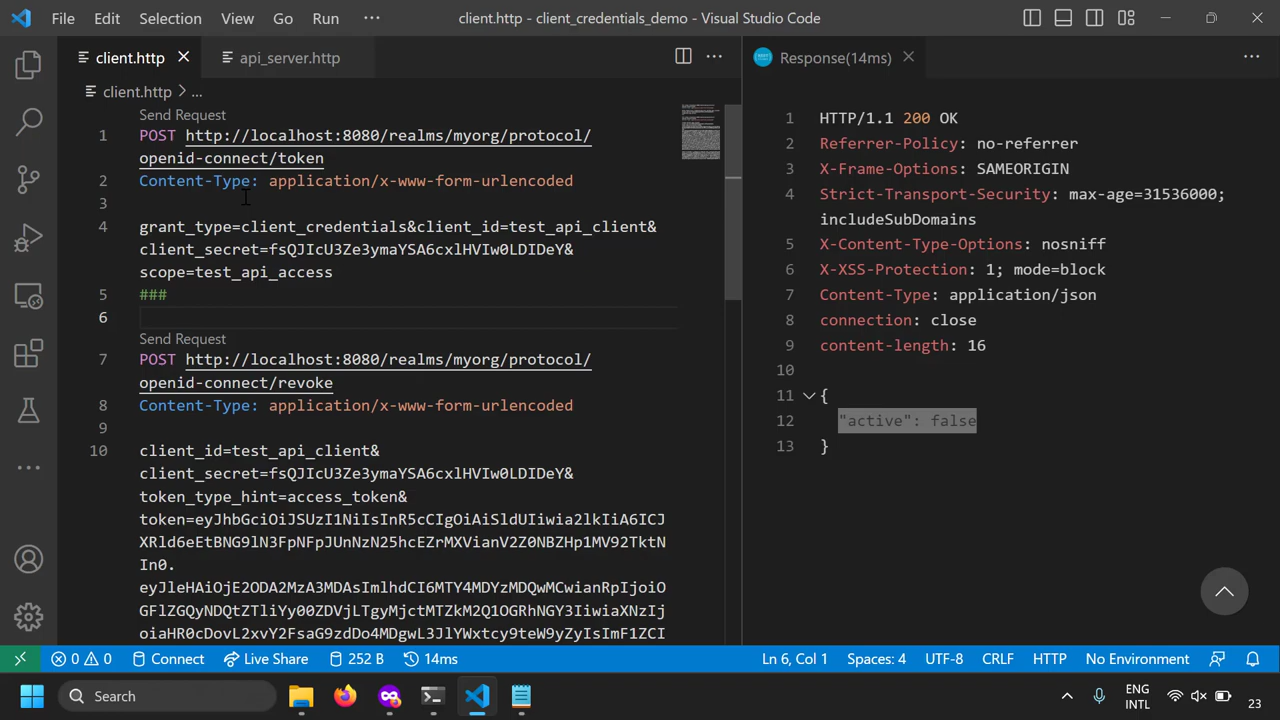 File Edit Selection View Go Run ··· client.http - client_credentials_demo - Visual Studio Code
client.http api_server.http ··· Response(14ms) ···
client.http > ...
Send Request
1 POST http://localhost:8080/realms/myorg/protocol/
openid-connect/token
2 Content-Type: application/x-www-form-urlencoded
3
4 grant_type=client_credentials&client_id=test_api_client&
client_secret=fsQJIcU3Ze3ymaYSA6cxlHVIw0LDIDeY&
scope=test_api_access
5 ###
6
Send Request
7 POST http://localhost:8080/realms/myorg/protocol/
openid-connect/revoke
8 Content-Type: application/x-www-form-urlencoded
9
10 client_id=test_api_client&
client_secret=fsQJIcU3Ze3ymaYSA6cxlHVIw0LDIDeY&
token_type_hint=access_token&
token=eyJhbGciOiJSUzI1NiIsInR5cCIgOiAiSldUIiwia2lkIiA6ICJ
XRld6eEtBNG9lN3FpNFpJUnNzN25hcEZrMXVianV2Z0NBZHp1MV92TktN
In0.
eyJleHAiOjE2ODA2MzA3MDAsImlhdCI6MTY4MDYzMDQwMCwianRpIjoiO
GFlZGQyNDQtZTliYy00ZDVjLTgyMjctMTZkM2Q1OGRhNGY3IiwiaXNzIj
oiaHR0cDovL2xvY2FsaG9zdDo4MDgwL3JlYWxtcy9teW9yZyIsImF1ZCI
1 HTTP/1.1 200 OK
2 Referrer-Policy: no-referrer
3 X-Frame-Options: SAMEORIGIN
4 Strict-Transport-Security: max-age=31536000;
includeSubDomains
5 X-Content-Type-Options: nosniff
6 X-XSS-Protection: 1; mode=block
7 Content-Type: application/json
8 connection: close
9 content-length: 16
10
11 {
12 "active": false
13 }
0 0 Connect Live Share 252 B 14ms Ln 6, Col 1 Spaces: 4 UTF-8 CRLF HTTP No Environment
Search ENG
INTL 23